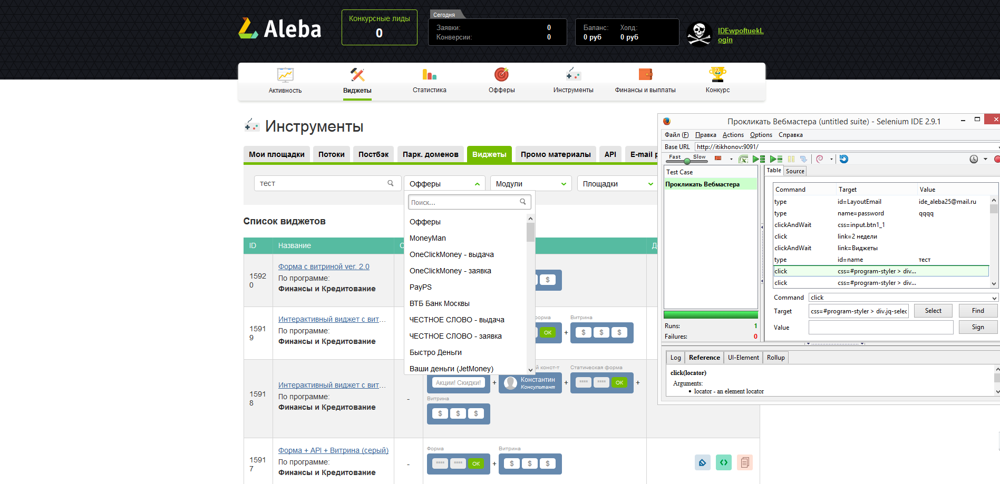 Aleba
Конкурсные лиды
0
Сегодня
Заявки: 0
Конверсии: 0
Баланс: Холд:
0 руб 0 руб
IDEwpoftuekL
ogin
Активность
Виджеты
Статистика
Офферы
Инструменты
Финансы и выплаты
Конкурс
Инструменты
Мои площадки
Потоки
Постбэк
Парк. доменов
Виджеты
Промо материалы
API
E-mail
тест
Офферы
Модули
Площадки
Поиск...
Офферы
MoneyMan
OneClickMoney - выдача
OneClickMoney - заявка
PayPS
ВТБ Банк Москвы
ЧЕСТНОЕ СЛОВО - выдача
ЧЕСТНОЕ СЛОВО - заявка
Быстро Деньги
Ваши деньги (JetMoney)
Список виджетов
ID Название
1592
0
Форма с витриной ver. 2.0
По программе:
Финансы и Кредитование
$
1591
9
Интерактивный виджет с вит...
По программе:
Финансы и Кредитование
Витрина
OK + $ $ $
1591
8
Интерактивный виджет с вит...
По программе:
Финансы и Кредитование
-
конст-т Статическая форма
Акции! Скидки! + Константин
Консультант
+ **** **** OK +
Витрина
$ $ $
1591
7
Форма + API + Витрина (серый)
По программе:
Финансы и Кредитование
-
Форма Витрина
**** **** OK + $ $ $
Прокликать Вебмастера (untitled suite) - Selenium IDE 2.9.1
Файл (F) Правка Actions Options Справка
Base URL http://itikhonov:9091/
Fast Slow
Test Case
Прокликать Вебмастера
Table Source
Command Target Value
type id=LayoutEmail ide_aleba25@mail.ru
type name=password qqqq
clickAndWait css=input.btn1_1
click link=2 недели
clickAndWait link=Виджеты
type id=name тест
click css=#program-styler > div...
click css=#program-styler > div...
Command click
Target css=#program-styler > div.jq-selec Select Find
Value Sign
Runs: 1
Failures: 0
Log Reference UI-Element Rollup
click(locator)
Arguments:
• locator - an element locator